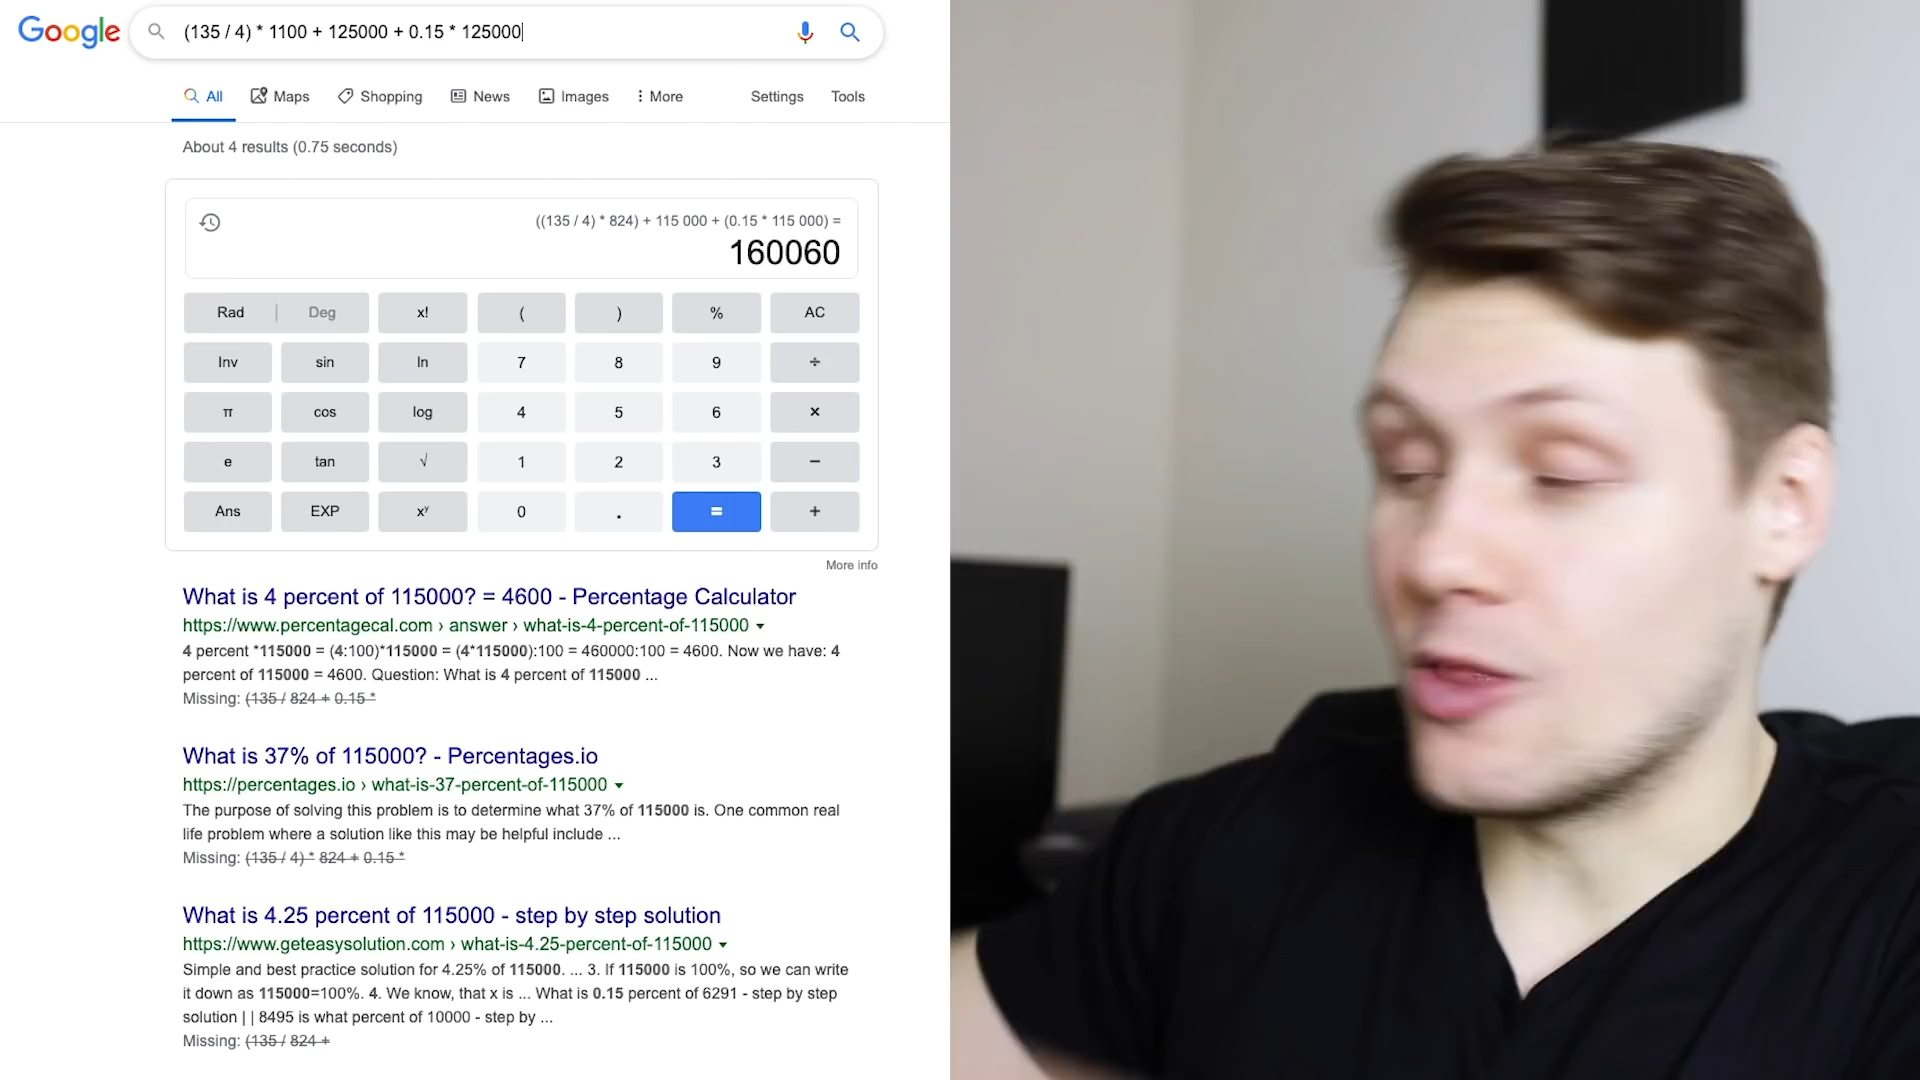 Google
(135 / 4) * 1100 + 125000 + 0.15 * 125000
All Maps Shopping News Images More Settings Tools
About 4 results (0.75 seconds)
((135 / 4) * 824) + 115 000 + (0.15 * 115 000) =
160060
Rad | Deg x! ( ) % AC
Inv sin ln 7 8 9 ÷
π cos log 4 5 6 ×
e tan √ 1 2 3 −
Ans EXP xʸ 0 . = +
More info
What is 4 percent of 115000? = 4600 - Percentage Calculator
https://www.percentagecal.com › answer › what-is-4-percent-of-115000
4 percent *115000 = (4:100)*115000 = (4*115000):100 = 460000:100 = 4600. Now we have: 4
percent of 115000 = 4600. Question: What is 4 percent of 115000 ...
Missing: (135 / 824 + 0.15 *
What is 37% of 115000? - Percentages.io
https://percentages.io › what-is-37-percent-of-115000
The purpose of solving this problem is to determine what 37% of 115000 is. One common real
life problem where a solution like this may be helpful include ...
Missing: (135 / 4) * 824 + 0.15 *
What is 4.25 percent of 115000 - step by step solution
https://www.geteasysolution.com › what-is-4.25-percent-of-115000
Simple and best practice solution for 4.25% of 115000. ... 3. If 115000 is 100%, so we can write
it down as 115000=100%. 4. We know, that x is ... What is 0.15 percent of 6291 - step by step
solution | | 8495 is what percent of 10000 - step by ...
Missing: (135 / 824 +